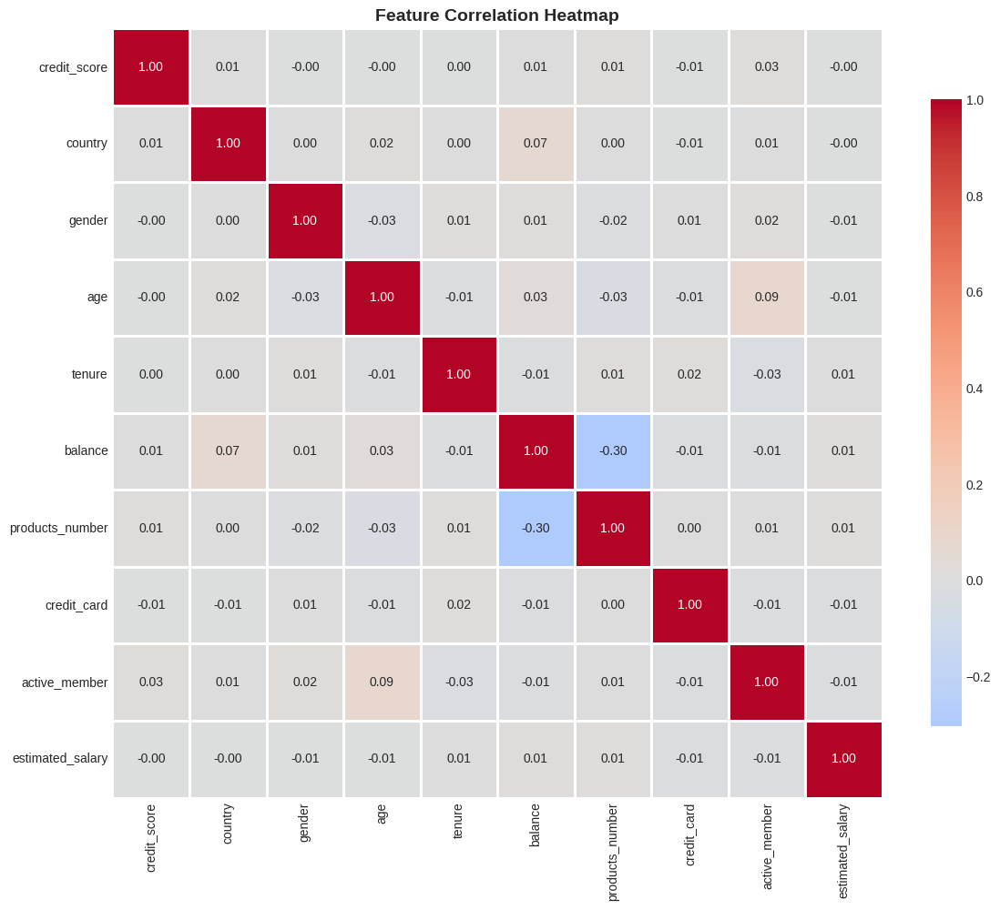 Feature Correlation Heatmap
credit_score 1.00 0.01 -0.00 -0.00 0.00 0.01 0.01 -0.01 0.03 -0.00
country 0.01 1.00 0.00 0.02 0.00 0.07 0.00 -0.01 0.01 -0.00
gender -0.00 0.00 1.00 -0.03 0.01 0.01 -0.02 0.01 0.02 -0.01
age -0.00 0.02 -0.03 1.00 -0.01 0.03 -0.03 -0.01 0.09 -0.01
tenure 0.00 0.00 0.01 -0.01 1.00 -0.01 0.01 0.02 -0.03 0.01
balance 0.01 0.07 0.01 0.03 -0.01 1.00 -0.30 -0.01 -0.01 0.01
products_number 0.01 0.00 -0.02 -0.03 0.01 -0.30 1.00 0.00 0.01 0.01
credit_card -0.01 -0.01 0.01 -0.01 0.02 -0.01 0.00 1.00 -0.01 -0.01
active_member 0.03 0.01 0.02 0.09 -0.03 -0.01 0.01 -0.01 1.00 -0.01
estimated_salary -0.00 -0.00 -0.01 -0.01 0.01 0.01 0.01 -0.01 -0.01 1.00
credit_score country gender age tenure balance products_number credit_card active_member estimated_salary
1.0
0.8
0.6
0.4
0.2
0.0
−0.2